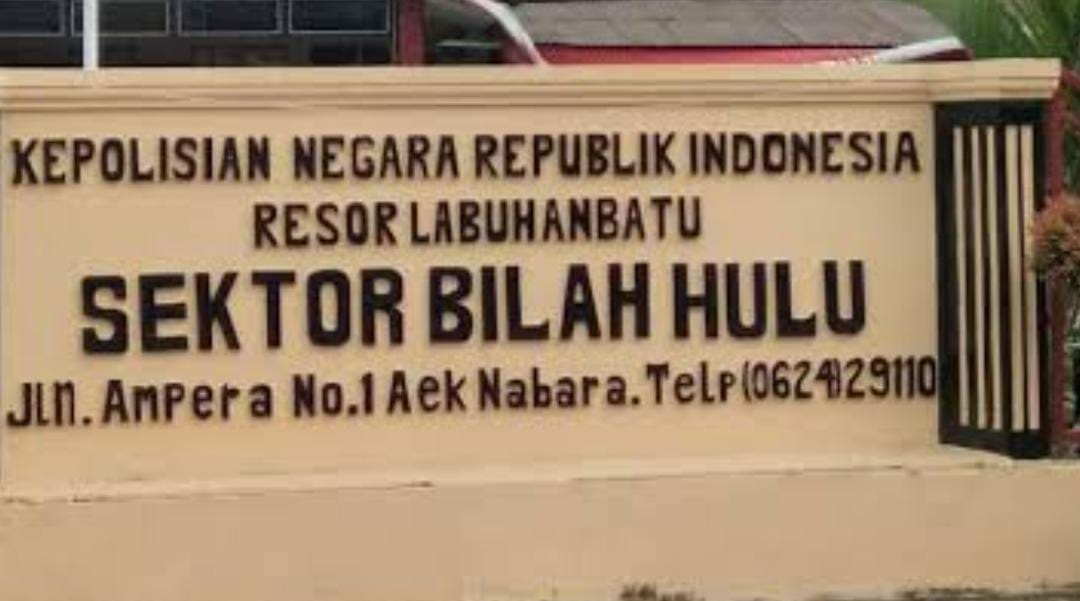 KEPOLISIAN NEGARA REPUBLIK INDONESIA
RESOR LABUHANBATU
SEKTOR BILAH HULU
Jln. Ampera No.1 Aek Nabara. Telp (0624) 29110